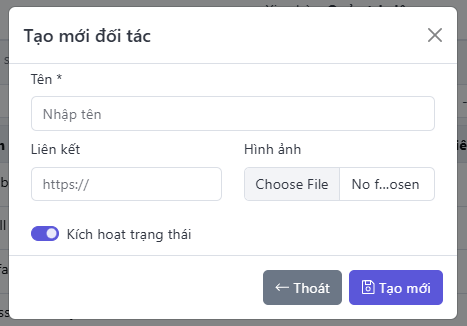 Tạo mới đối tác
Tên *
Nhập tên
Liên kết
Hình ảnh
https://
Choose File
No f...osen
Kích hoạt trạng thái
Thoát
Tạo mới